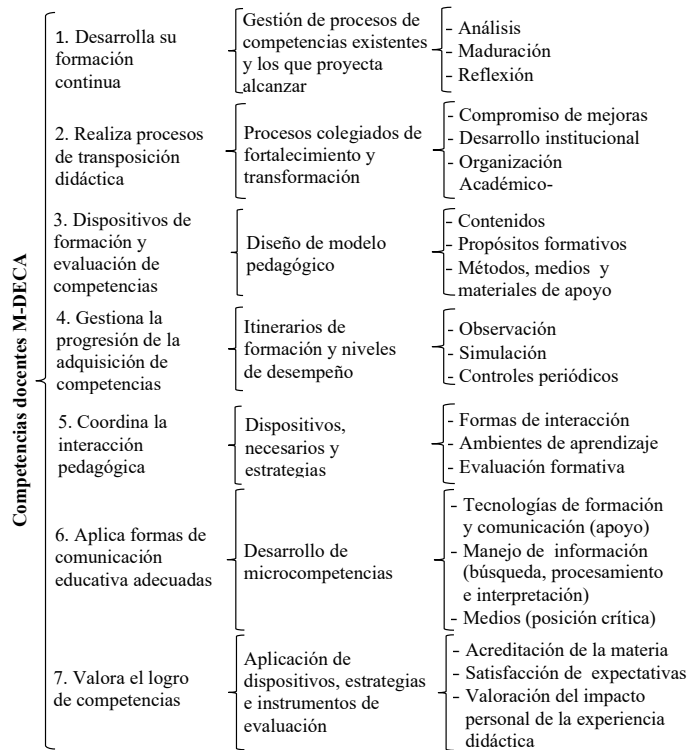 Competencias docentes M-DECA
1. Desarrolla su
formación
continua
Gestión de procesos de
competencias existentes
y los que proyecta
alcanzar
- Análisis
- Maduración
- Reflexión
2. Realiza procesos
de transposición
didáctica
Procesos colegiados de
fortalecimiento y
transformación
- Compromiso de mejoras
- Desarrollo institucional
- Organización
Académico-
3. Dispositivos de
formación y
evaluación de
competencias
Diseño de modelo
pedagógico
- Contenidos
- Propósitos formativos
- Métodos, medios y
materiales de apoyo
4. Gestiona la
progresión de la
adquisición de
competencias
Itinerarios de
formación y niveles
de desempeño
- Observación
- Simulación
- Controles periódicos
5. Coordina la
interacción
pedagógica
Dispositivos,
necesarios y
estrategias
- Formas de interacción
- Ambientes de aprendizaje
- Evaluación formativa
6. Aplica formas de
comunicación
educativa adecuadas
Desarrollo de
microcompetencias
- Tecnologías de formación
y comunicación (apoyo)
- Manejo de información
(búsqueda, procesamiento
e interpretación)
- Medios (posición crítica)
7. Valora el logro
de competencias
Aplicación de
dispositivos, estrategias
e instrumentos de
evaluación
- Acreditación de la materia
- Satisfacción de expectativas
- Valoración del impacto
personal de la experiencia
didáctica